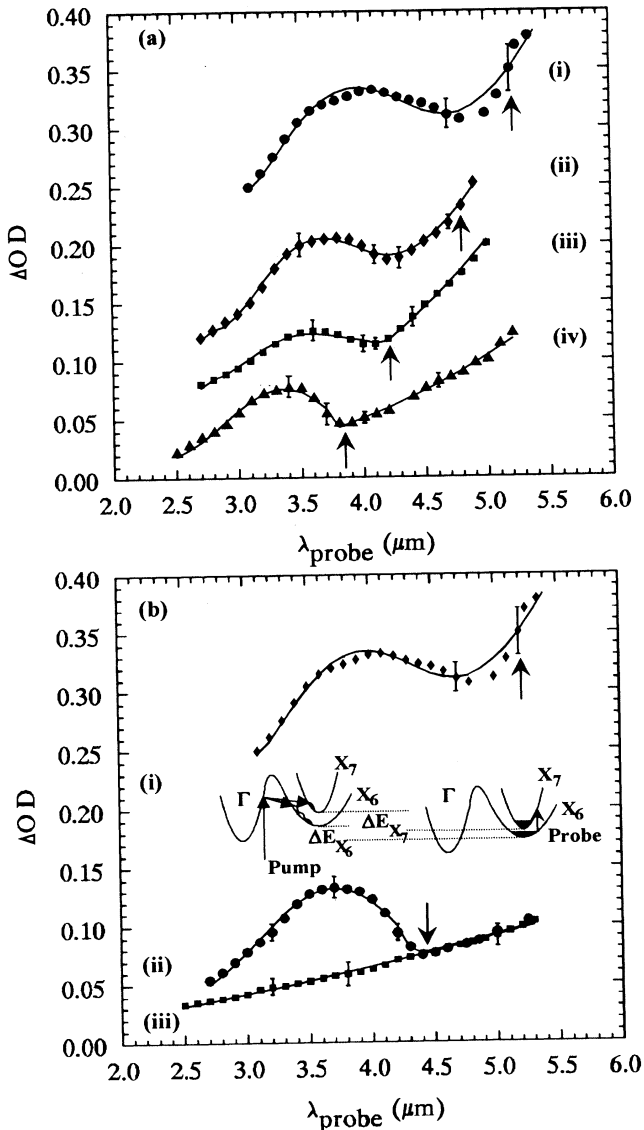 (a)
0.40
(i)
0.35
0.30
(ii)
0.25
ΔO D
0.20
(iii)
0.15
(iv)
0.10
0.05
0.00
2.0 2.5 3.0 3.5 4.0 4.5 5.0 5.5 6.0
λprobe (μm)
0.40
(b)
0.35
0.30
0.25
(i)
X7 X7
Γ X6 Γ X6
ΔO D
0.20
ΔEX7
ΔEX6 Probe
Pump
0.15
0.10
(ii)
0.05
(iii)
0.00
2.0 2.5 3.0 3.5 4.0 4.5 5.0 5.5 6.0
λprobe (μm)